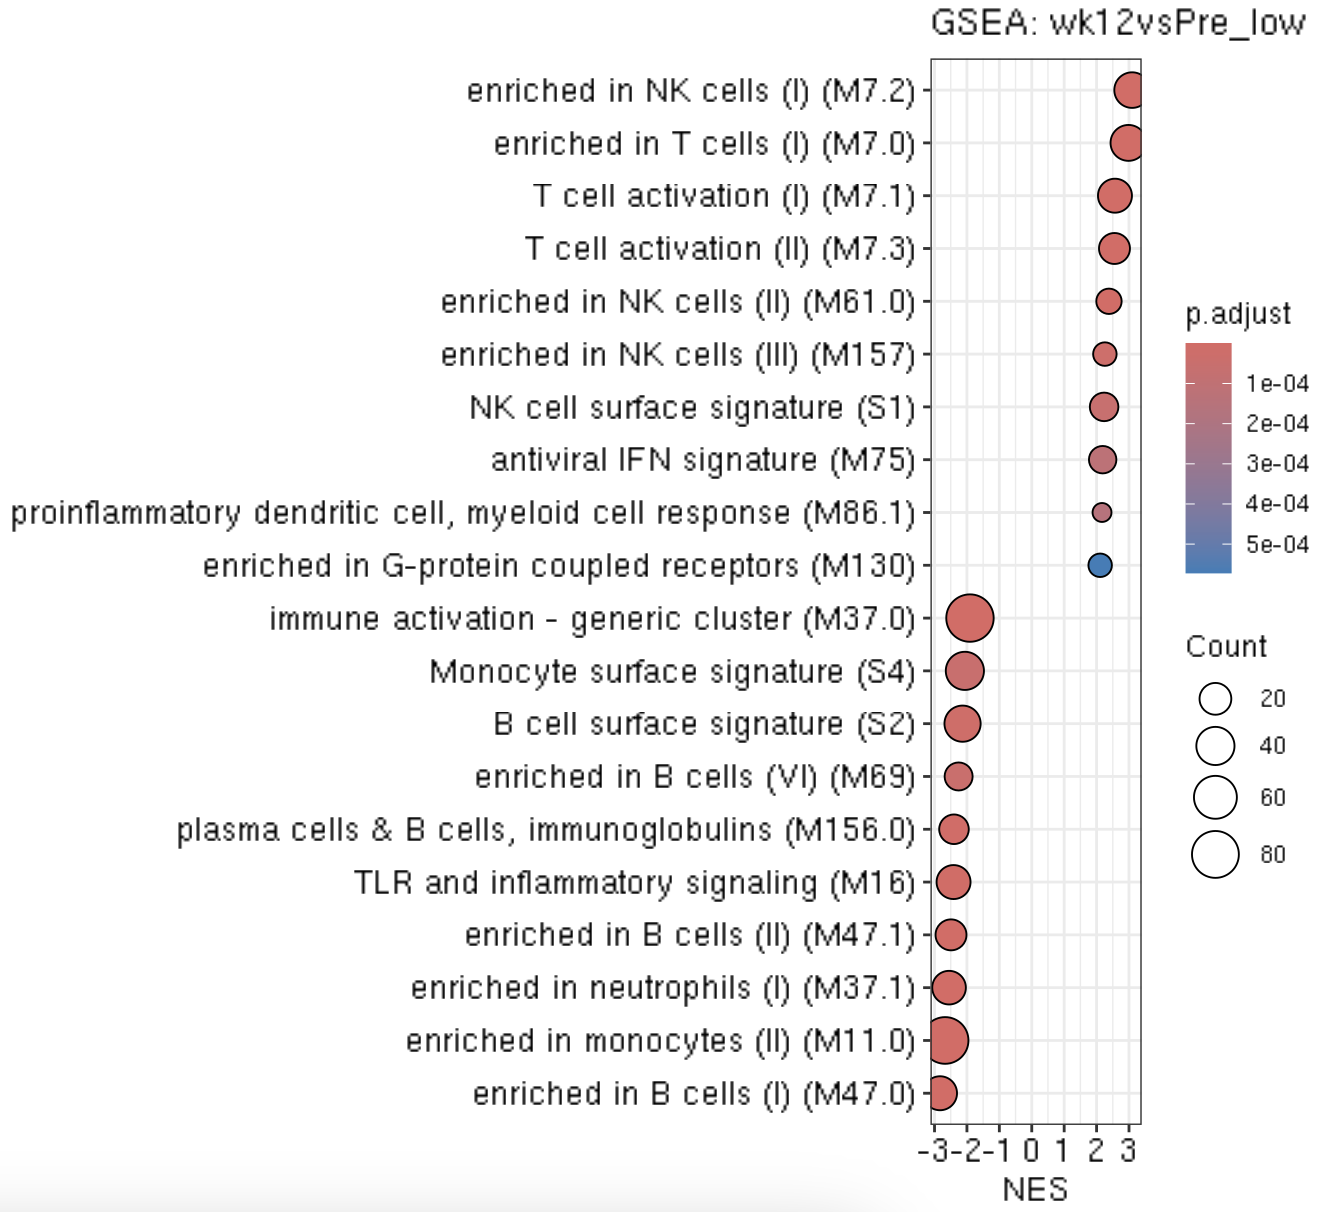 GSEA: wk12vsPre_low
enriched in NK cells (I) (M7.2)
enriched in T cells (I) (M7.0)
T cell activation (I) (M7.1)
T cell activation (II) (M7.3)
enriched in NK cells (II) (M61.0)
enriched in NK cells (III) (M157)
NK cell surface signature (S1)
antiviral IFN signature (M75)
proinflammatory dendritic cell, myeloid cell response (M86.1)
enriched in G-protein coupled receptors (M130)
immune activation - generic cluster (M37.0)
Monocyte surface signature (S4)
B cell surface signature (S2)
enriched in B cells (VI) (M69)
plasma cells & B cells, immunoglobulins (M156.0)
TLR and inflammatory signaling (M16)
enriched in B cells (II) (M47.1)
enriched in neutrophils (I) (M37.1)
enriched in monocytes (II) (M11.0)
enriched in B cells (I) (M47.0)
-3 -2 -1 0 1 2 3
NES
p.adjust
1e-04
2e-04
3e-04
4e-04
5e-04
Count
20
40
60
80